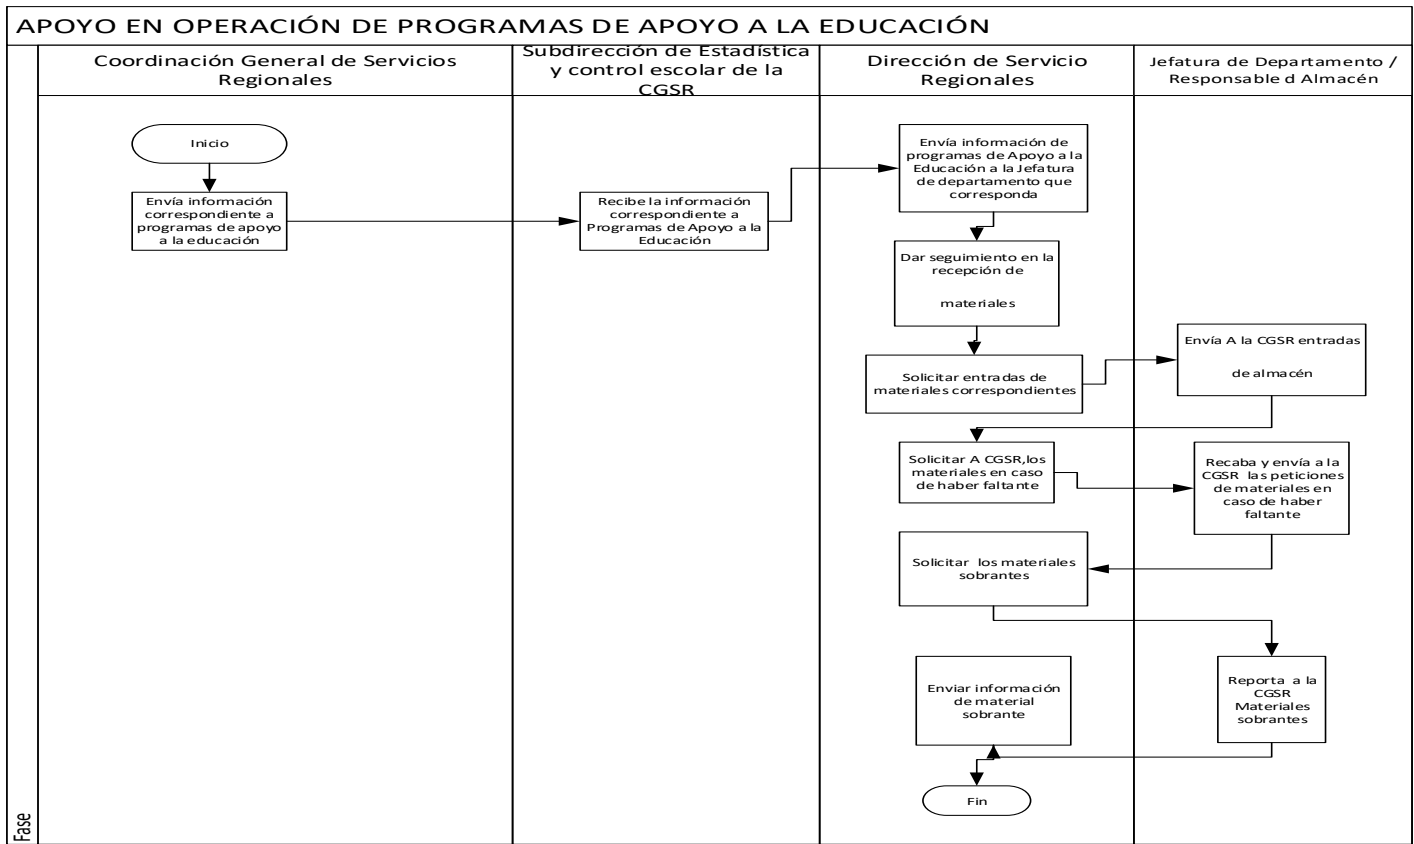 APOYO EN OPERACIÓN DE PROGRAMAS DE APOYO A LA EDUCACIÓN
Coordinación General de Servicios
Regionales
Subdirección de Estadística
y control escolar de la
CGSR
Dirección de Servicio
Regionales
Jefatura de Departamento /
Responsable d Almacén
Inicio
Envía información
correspondiente a
programas de apoyo
a la educación
Recibe la información
correspondiente a
Programas de Apoyo a la
Educación
Envía información de
programas de Apoyo a la
Educación a la Jefatura
de departamento que
corresponda
Dar seguimiento en la
recepción de
materiales
Solicitar entradas de
materiales correspondientes
Envía A la CGSR entradas
de almacén
Solicitar A CGSR,los
materiales en caso
de haber faltante
Recaba y envía a la
CGSR las peticiones
de materiales en
caso de haber
faltante
Solicitar los materiales
sobrantes
Reporta a la
CGSR
Materiales
sobrantes
Enviar información
de material
sobrante
Fin
Fase